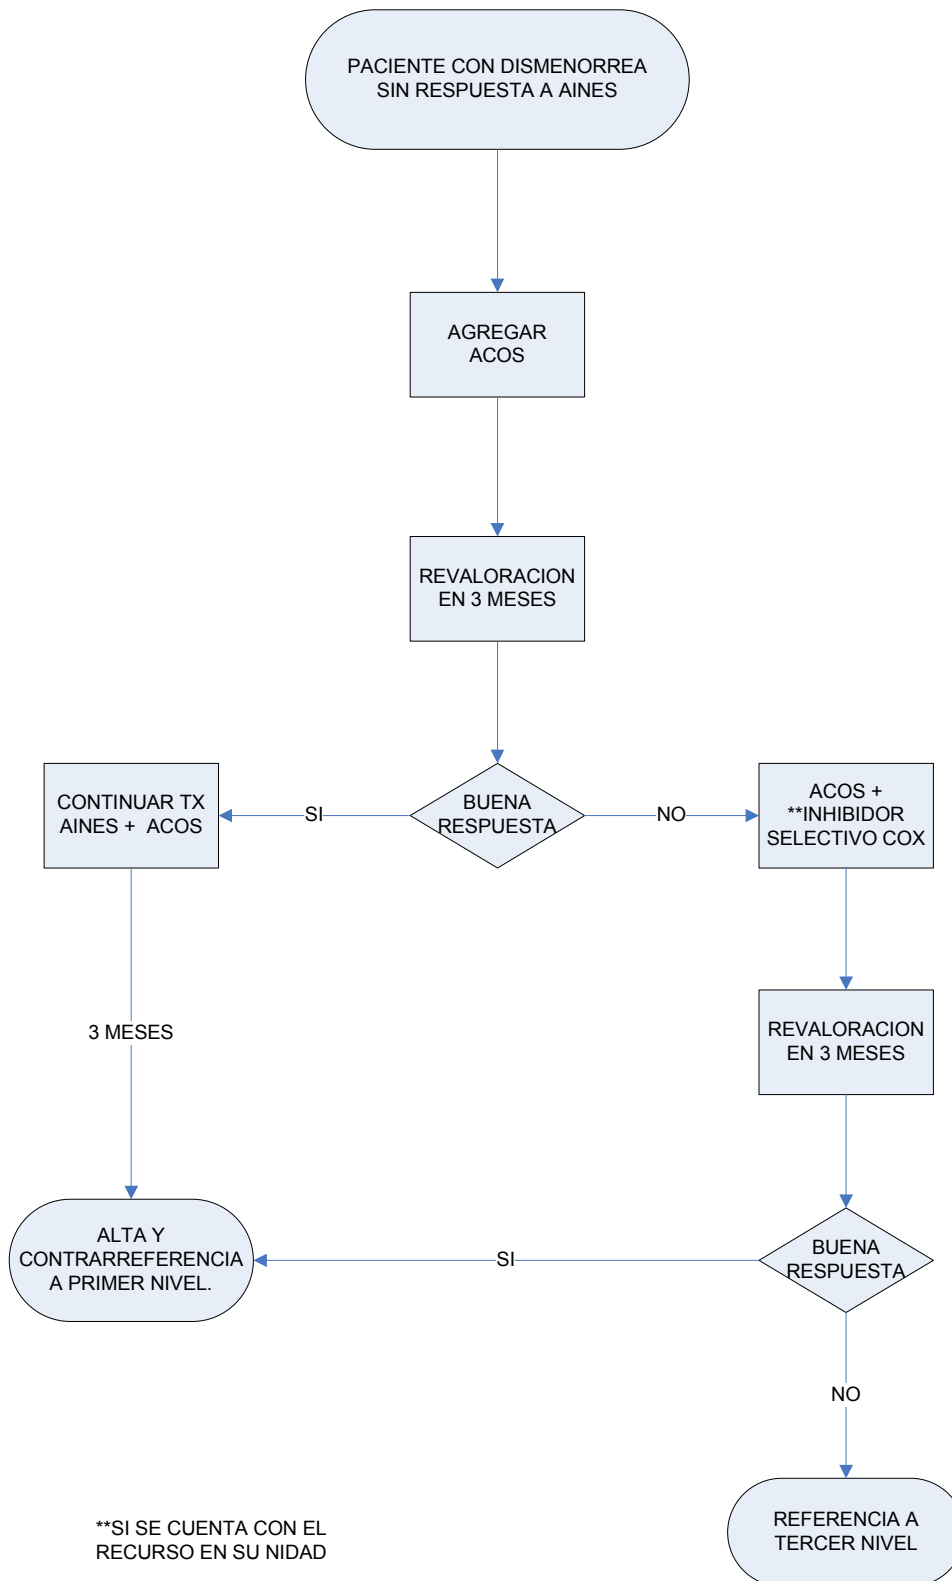 PACIENTE CON DISMENORREA
SIN RESPUESTA A AINES
AGREGAR
ACOS
REVALORACION
EN 3 MESES
BUENA
RESPUESTA
SI
NO
CONTINUAR TX
AINES + ACOS
ACOS +
**INHIBIDOR
SELECTIVO COX
3 MESES
REVALORACION
EN 3 MESES
ALTA Y
CONTRARREFERENCIA
A PRIMER NIVEL.
SI
BUENA
RESPUESTA
NO
REFERENCIA A
TERCER NIVEL
**SI SE CUENTA CON EL
RECURSO EN SU NIDAD